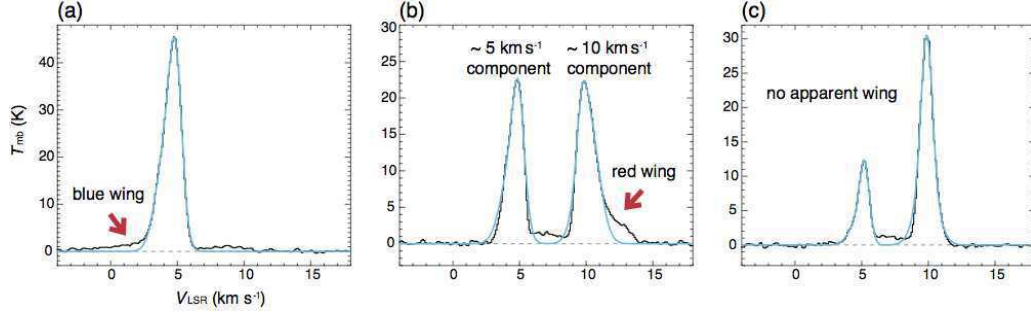 (a)
40
30
20
10
0
T mb (K)
blue wing
0 5 10 15
V LSR (km s⁻¹)
(b)
30
25
20
15
10
5
0
~ 5 km s⁻¹
component
~ 10 km s⁻¹
component
red wing
0 5 10 15
(c)
30
25
20
15
10
5
0
no apparent wing
0 5 10 15